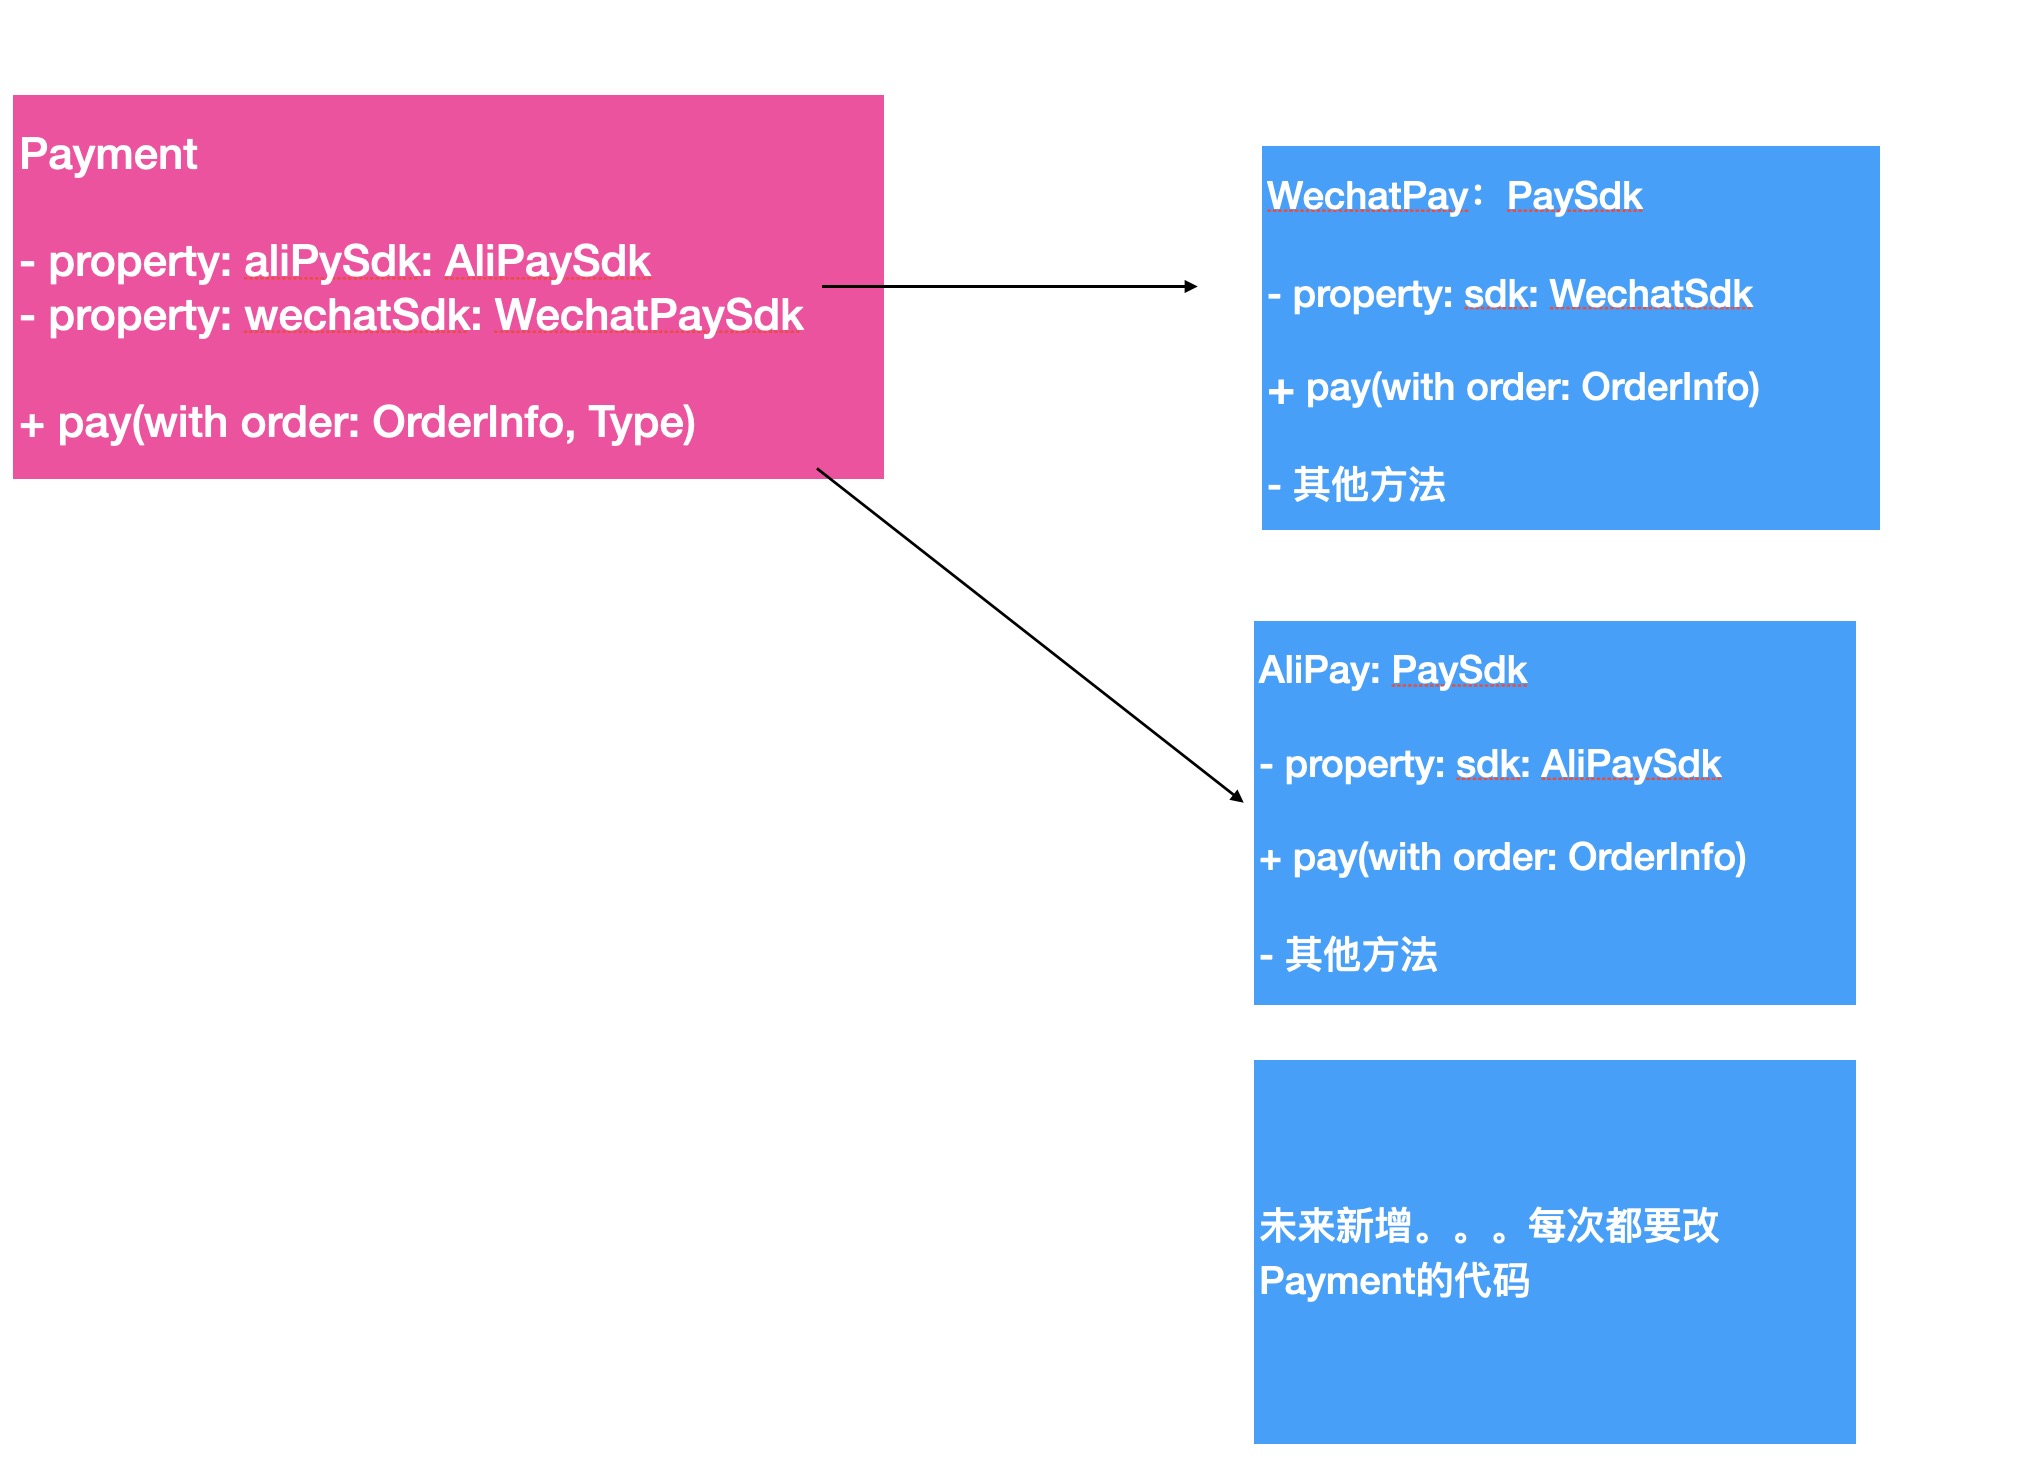 Payment
- property: aliPySdk: AliPaySdk
- property: wechatSdk: WechatPaySdk
+ pay(with order: OrderInfo, Type)
WechatPay：PaySdk
- property: sdk: WechatSdk
+ pay(with order: OrderInfo)
- 其他方法
AliPay: PaySdk
- property: sdk: AliPaySdk
+ pay(with order: OrderInfo)
- 其他方法
未来新增。。。每次都要改
Payment的代码